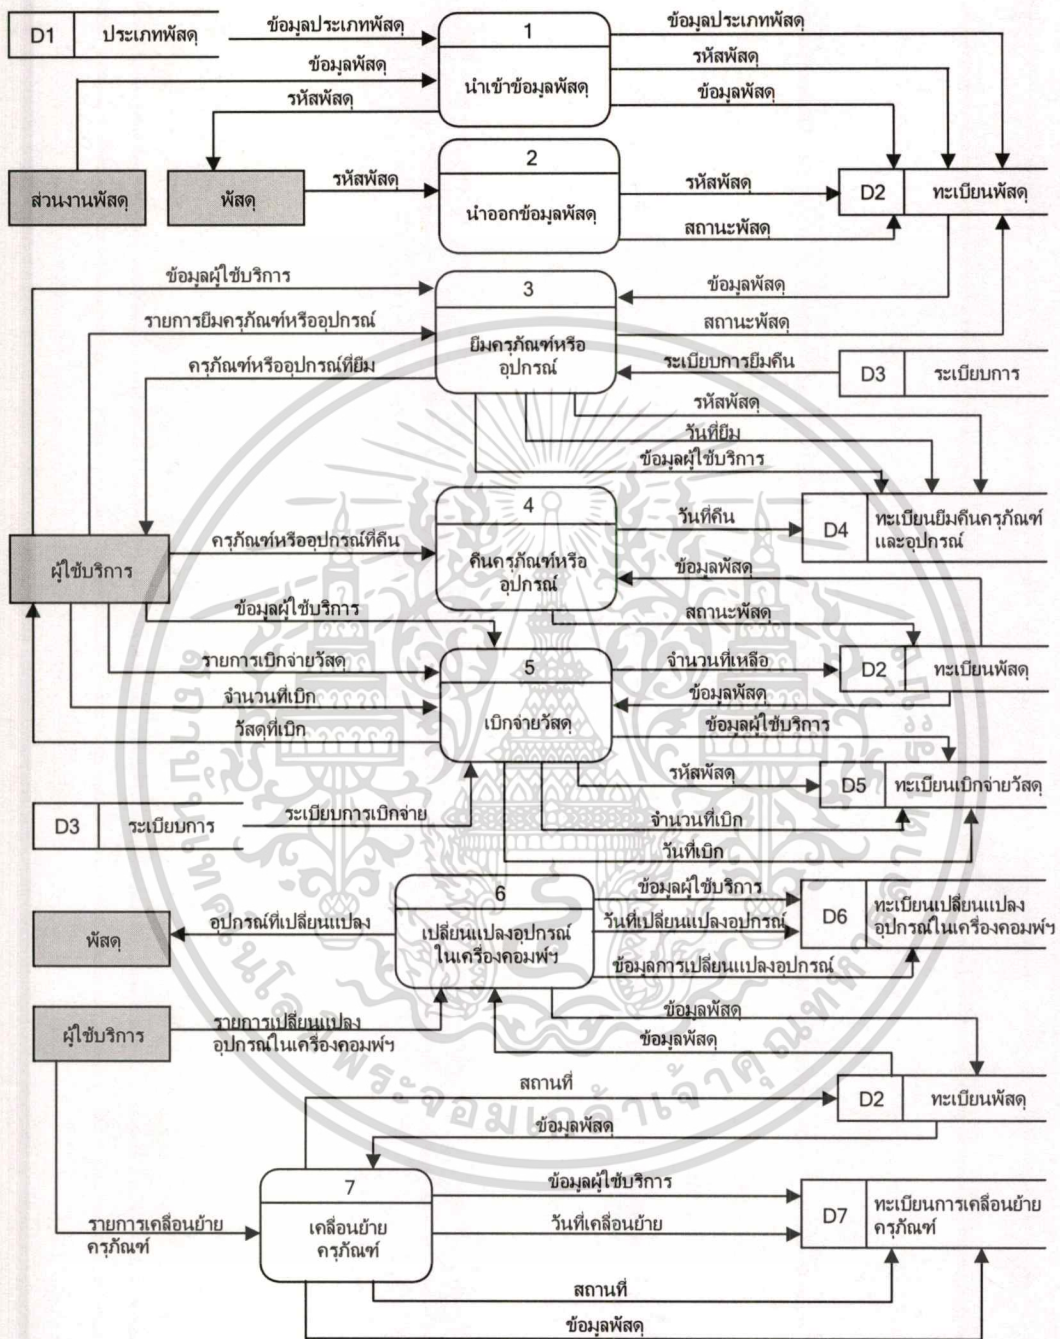 D1 ประเภทพัสดุ
ข้อมูลประเภทพัสดุ
1
ข้อมูลประเภทพัสดุ
ข้อมูลพัสดุ
นำเข้าข้อมูลพัสดุ
รหัสพัสดุ
รหัสพัสดุ
ข้อมูลพัสดุ
ส่วนงานพัสดุ
พัสดุ
รหัสพัสดุ
2
นำออกข้อมูลพัสดุ
รหัสพัสดุ
สถานะพัสดุ
D2 ทะเบียนพัสดุ
ข้อมูลผู้ใช้บริการ
3
ข้อมูลพัสดุ
รายการยืมครุภัณฑ์หรืออุปกรณ์
ยืมครุภัณฑ์หรือ
อุปกรณ์
สถานะพัสดุ
ครุภัณฑ์หรืออุปกรณ์ที่ยืม
ระเบียบการยืมคืน
D3 ระเบียบการ
รหัสพัสดุ
วันที่ยืม
ข้อมูลผู้ใช้บริการ
4
คืนครุภัณฑ์หรือ
อุปกรณ์
วันที่คืน
D4 ทะเบียนยืมคืนครุภัณฑ์
และอุปกรณ์
ผู้ใช้บริการ
ครุภัณฑ์หรืออุปกรณ์ที่คืน
ข้อมูลพัสดุ
ข้อมูลผู้ใช้บริการ
สถานะพัสดุ
รายการเบิกจ่ายวัสดุ
5
เบิกจ่ายวัสดุ
จำนวนที่เหลือ
D2 ทะเบียนพัสดุ
จำนวนที่เบิก
ข้อมูลพัสดุ
วัสดุที่เบิก
ข้อมูลผู้ใช้บริการ
รหัสพัสดุ
D5 ทะเบียนเบิกจ่ายวัสดุ
D3 ระเบียบการ
ระเบียบการเบิกจ่าย
จำนวนที่เบิก
วันที่เบิก
6
เปลี่ยนแปลงอุปกรณ์
ในเครื่องคอมพ์ฯ
ข้อมูลผู้ใช้บริการ
วันที่เปลี่ยนแปลงอุปกรณ์
ข้อมูลการเปลี่ยนแปลงอุปกรณ์
D6 ทะเบียนเปลี่ยนแปลง
อุปกรณ์ในเครื่องคอมพ์ฯ
พัสดุ
อุปกรณ์ที่เปลี่ยนแปลง
ผู้ใช้บริการ
รายการเปลี่ยนแปลง
อุปกรณ์ในเครื่องคอมพ์ฯ
ข้อมูลพัสดุ
ข้อมูลพัสดุ
สถานที่
D2 ทะเบียนพัสดุ
ข้อมูลพัสดุ
7
เคลื่อนย้าย
ครุภัณฑ์
ข้อมูลผู้ใช้บริการ
วันที่เคลื่อนย้าย
D7 ทะเบียนการเคลื่อนย้าย
ครุภัณฑ์
รายการเคลื่อนย้าย
ครุภัณฑ์
สถานที่
ข้อมูลพัสดุ
สถาบันเทคโนโลยีพระจอมเกล้าเจ้าคุณทหารลาดกระบัง